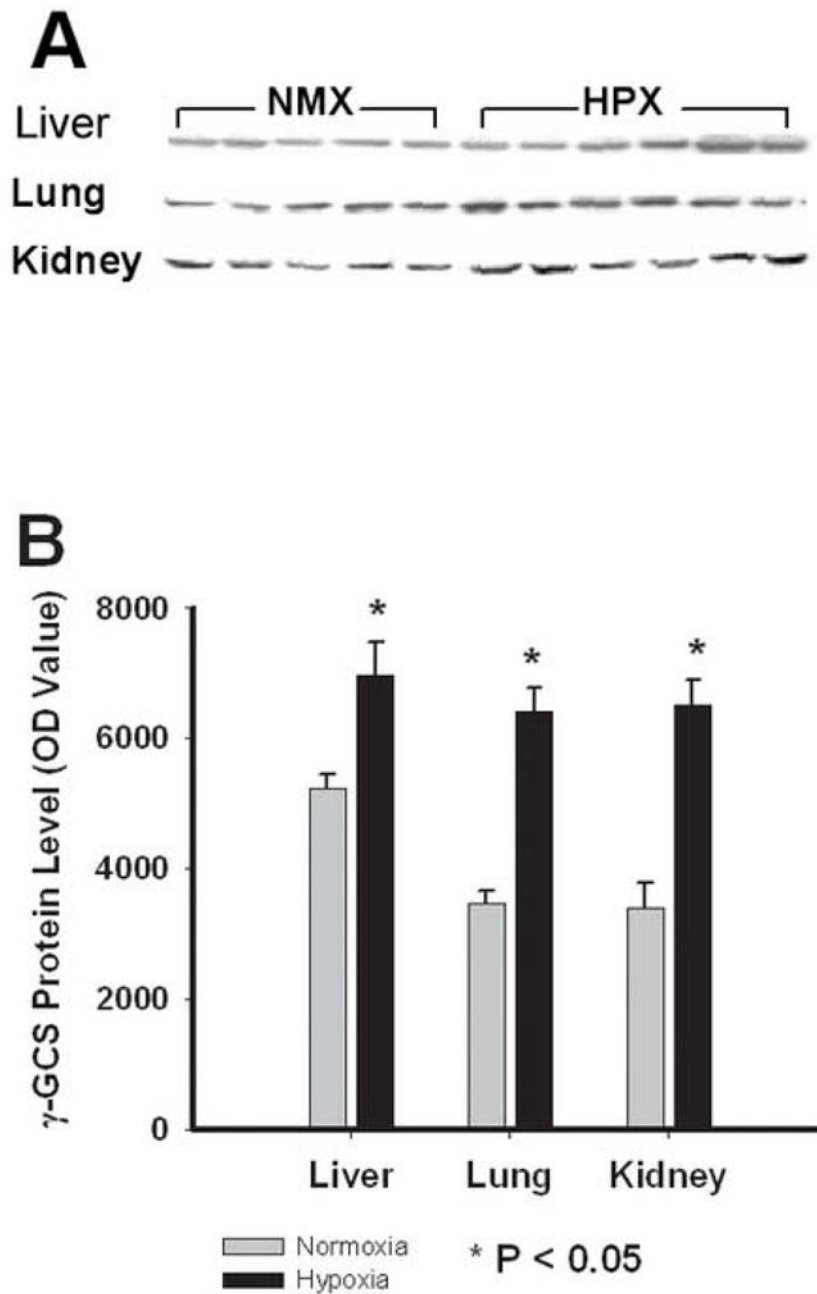 A
NMX HPX
Liver
Lung
Kidney
B
γ-GCS Protein Level (OD Value)
8000
*
*
*
6000
4000
2000
0
Liver Lung Kidney
Normoxia
* P < 0.05
Hypoxia